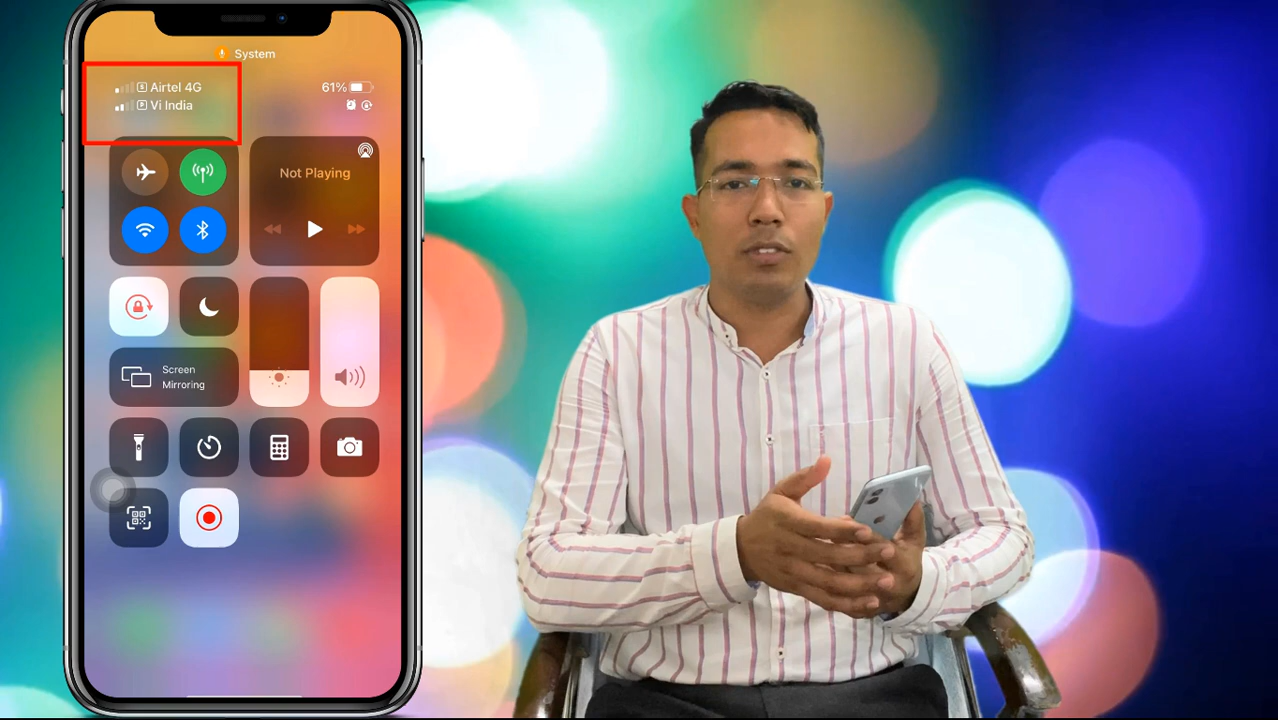 System
Airtel 4G
61%
Vi India
Not Playing
Screen
Mirroring